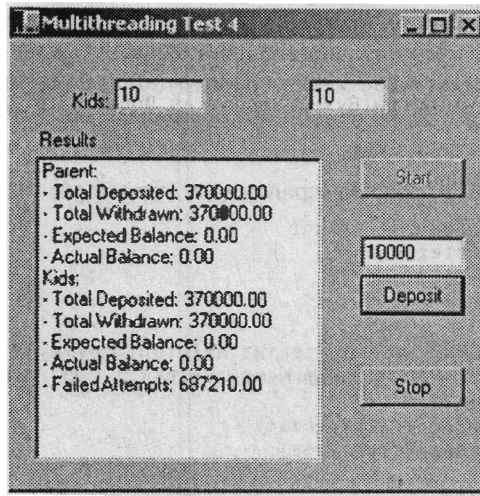 Multithreading Test 4
Kids: 10 10
Results
Parent:
- Total Deposited: 370000.00
- Total Withdrawn: 370000.00
- Expected Balance: 0.00
- Actual Balance: 0.00
Kids:
- Total Deposited: 370000.00
- Total Withdrawn: 370000.00
- Expected Balance: 0.00
- Actual Balance: 0.00
- Failed Attempts: 687210.00
Start
10000
Deposit
Stop